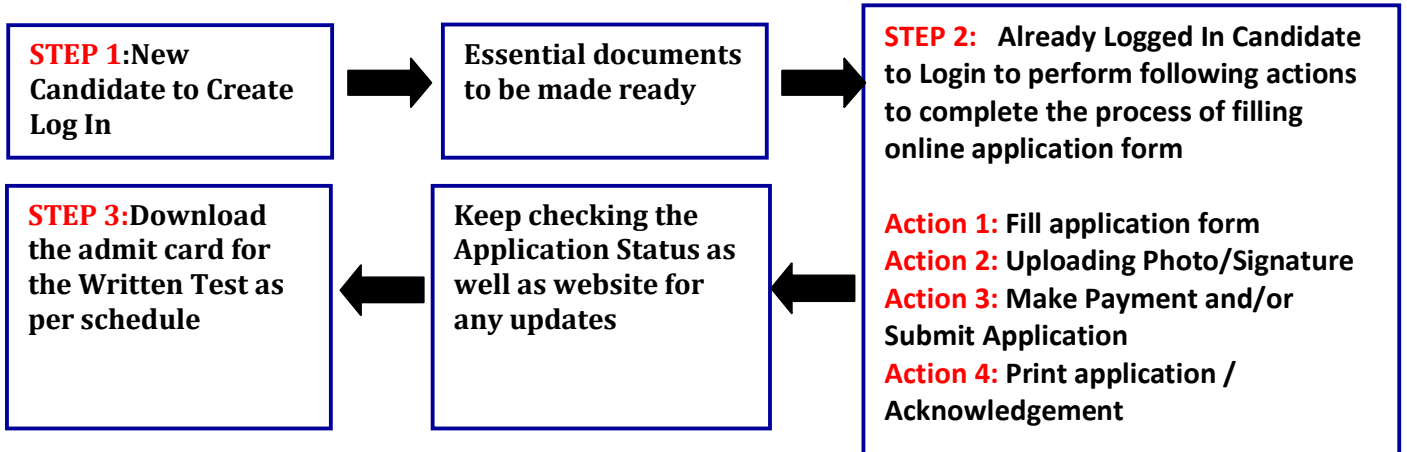 STEP 1:New
Candidate to Create
Log In
Essential documents
to be made ready
STEP 2: Already Logged In Candidate
to Login to perform following actions
to complete the process of filling
online application form
Action 1: Fill application form
Action 2: Uploading Photo/Signature
Action 3: Make Payment and/or
Submit Application
Action 4: Print application /
Acknowledgement
Keep checking the
Application Status as
well as website for
any updates
STEP 3:Download
the admit card for
the Written Test as
per schedule